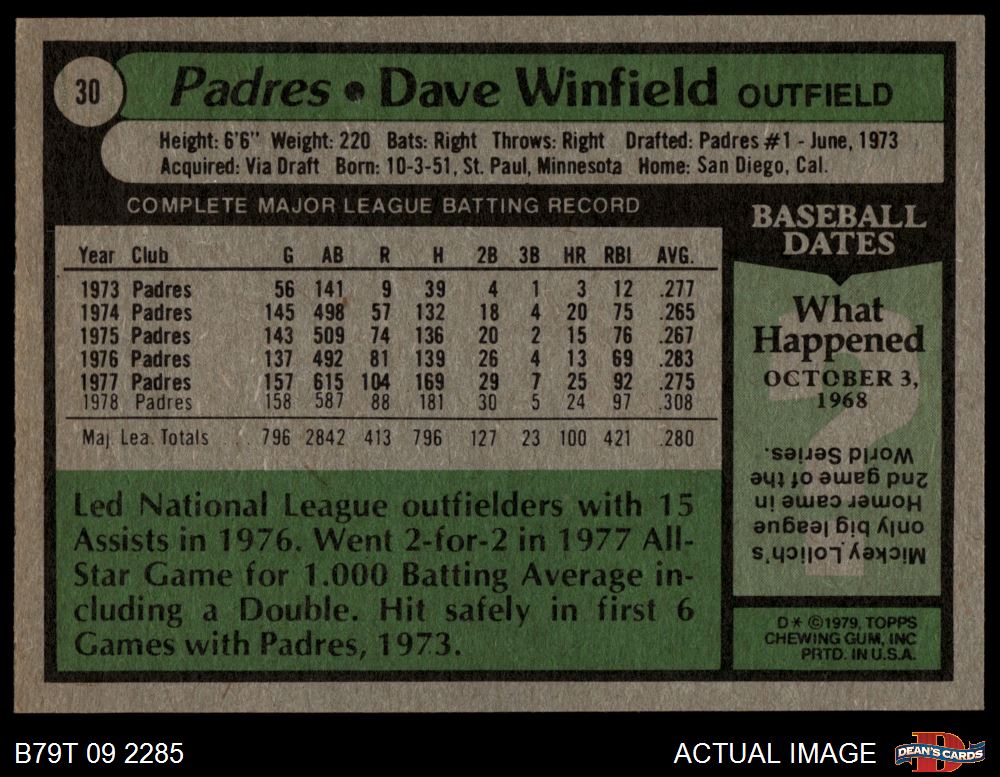 30
Padres • Dave Winfield OUTFIELD
Height: 6'6" Weight: 220 Bats: Right Throws: Right Drafted: Padres #1 - June, 1973
Acquired: Via Draft Born: 10-3-51, St. Paul, Minnesota Home: San Diego, Cal.
COMPLETE MAJOR LEAGUE BATTING RECORD
Year Club G AB R H 2B 3B HR RBI AVG.
1973 Padres 56 141 9 39 4 1 3 12 .277
1974 Padres 145 498 57 132 18 4 20 75 .265
1975 Padres 143 509 74 136 20 2 15 76 .267
1976 Padres 137 492 81 139 26 4 13 69 .283
1977 Padres 157 615 104 169 29 7 25 92 .275
1978 Padres 158 587 88 181 30 5 24 97 .308
Maj. Lea. Totals 796 2842 413 796 127 23 100 421 .280
Led National League outfielders with 15
Assists in 1976. Went 2-for-2 in 1977 All-
Star Game for 1.000 Batting Average in-
cluding a Double. Hit safely in first 6
Games with Padres, 1973.
BASEBALL
DATES
What
Happened
OCTOBER 3,
1968
Mickey Lolich's
only big league
Homer came in
2nd game of the
World Series.
D* ©1979, TOPPS
CHEWING GUM, INC
PRTD. IN U.S.A.
B79T 09 2285
ACTUAL IMAGE
DEAN'S CARDS